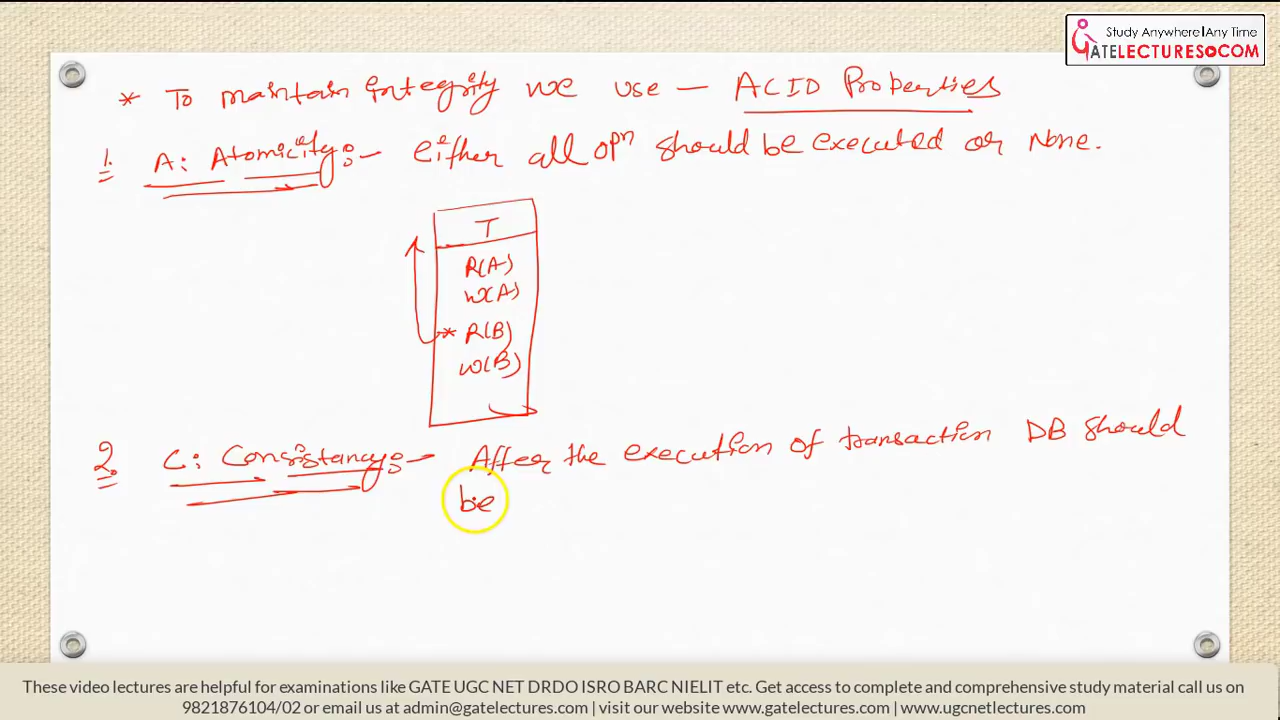 Study Anywhere|Any Time
GATELECTURES.COM
* To maintain integrity we use - ACID Properties
1. A: Atomicity:- either all opn should be executed or None.
T
R(A)
W(A)
* R(B)
W(B)
2. C: Consistancy:- After the execution of transaction DB should
be
These video lectures are helpful for examinations like GATE UGC NET DRDO ISRO BARC NIELIT etc. Get access to complete and comprehensive study material call us on
9821876104/02 or email us at admin@gatelectures.com | visit our website www.gatelectures.com | www.ugcnetlectures.com